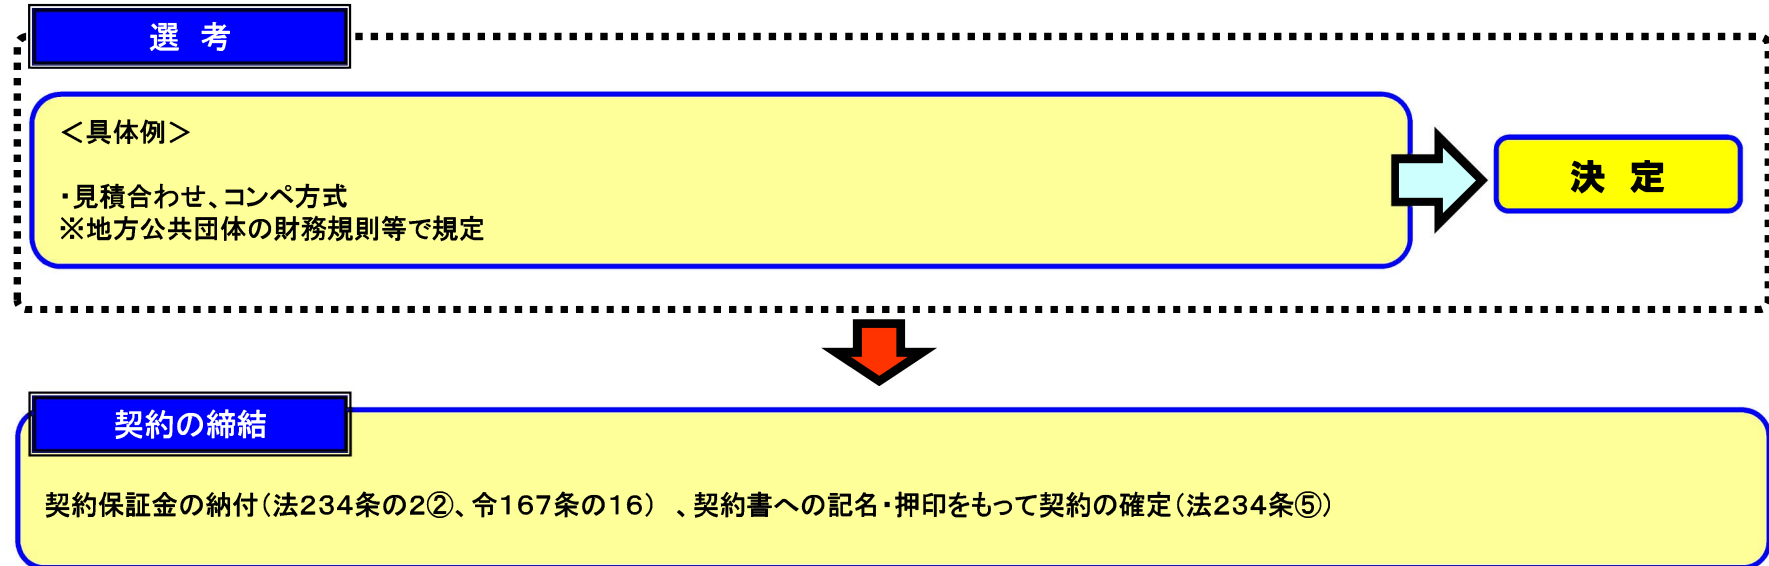 選 考
＜具体例＞
・見積合わせ、コンペ方式
※地方公共団体の財務規則等で規定
決 定
契約の締結
契約保証金の納付（法２３４条の２②、令１６７条の１６） 、契約書への記名・押印をもって契約の確定（法２３４条⑤）